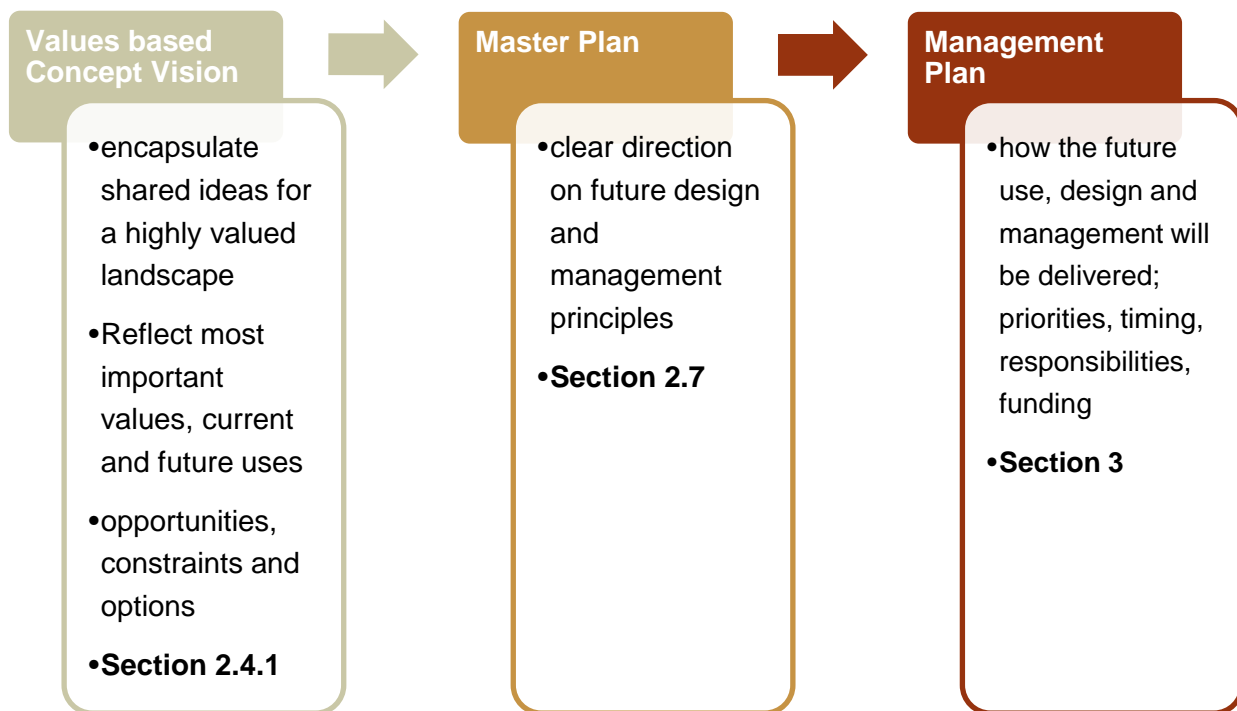 Values based
Concept Vision
•encapsulate
shared ideas for
a highly valued
landscape
•Reflect most
important
values, current
and future uses
•opportunities,
constraints and
options
•Section 2.4.1
Master Plan
•clear direction
on future design
and
management
principles
•Section 2.7
Management
Plan
•how the future
use, design and
management will
be delivered;
priorities, timing,
responsibilities,
funding
•Section 3